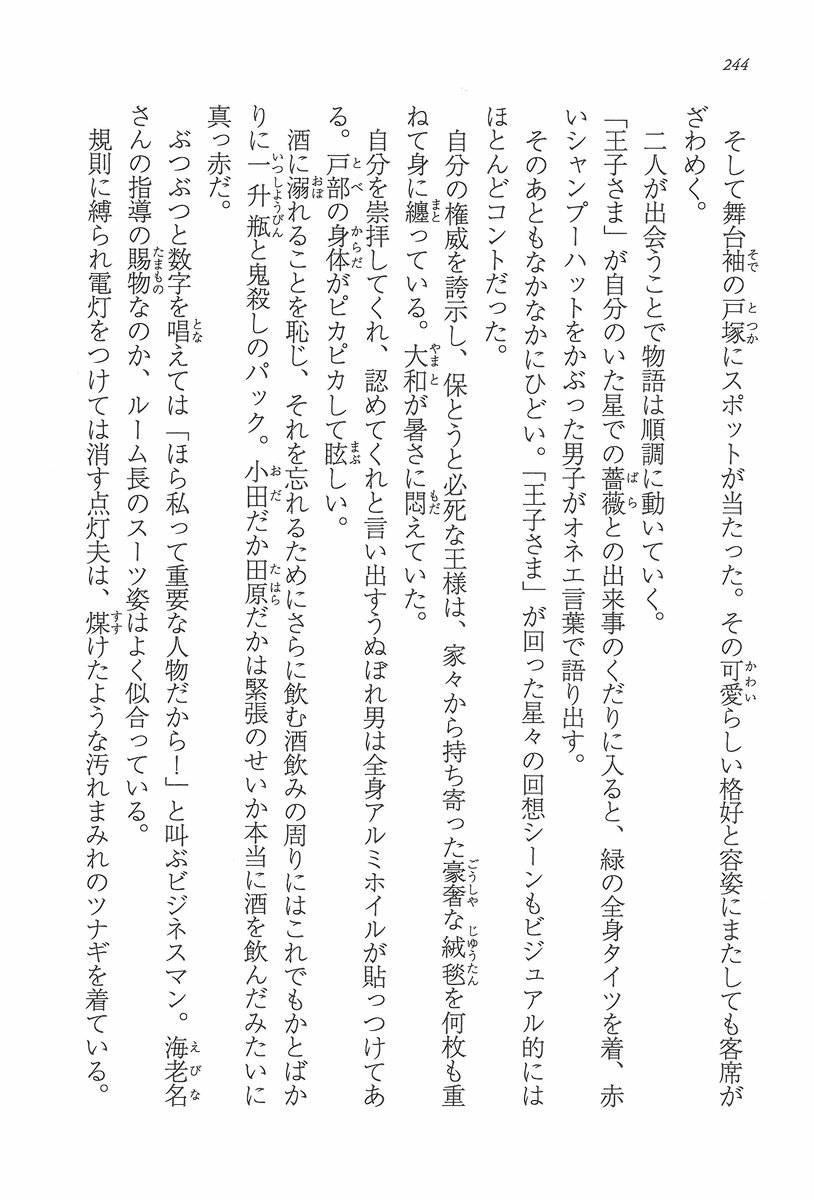 244
そして舞台袖の戸塚にスポットが当たった。その可愛らしい格好と容姿にまたしても客席が
ざわめく。
二人が出会うことで物語は順調に動いていく。
「王子さま」が自分のいた星での薔薇との出来事のくだりに入ると、緑の全身タイツを着、赤
いシャンプーハットをかぶった男子がオネエ言葉で語り出す。
そのあともなかなかにひどい。「王子さま」が回った星々の回想シーンもビジュアル的には
ほとんどコントだった。
自分の権威を誇示し、保とうと必死な王様は、家々から持ち寄った豪奢な絨毯を何枚も重
ねて身に纏っている。大和が暑さに悶えていた。
自分を崇拝してくれ、認めてくれと言い出すうぬぼれ男は全身アルミホイルが貼っつけてあ
る。戸部の身体がピカピカして眩しい。
酒に溺れることを恥じ、それを忘れるためにさらに飲む酒飲みの周りにはこれでもかとばか
りに一升瓶と鬼殺しのパック。小田だか田原だかは緊張のせいか本当に酒を飲んだみたいに
真っ赤だ。
ぶつぶつと数字を唱えては「ほら私って重要な人物だから！」と叫ぶビジネスマン。海老名
さんの指導の賜物なのか、ルーム長のスーツ姿はよく似合っている。
規則に縛られ電灯をつけては消す点灯夫は、煤けたような汚れまみれのツナギを着ている。